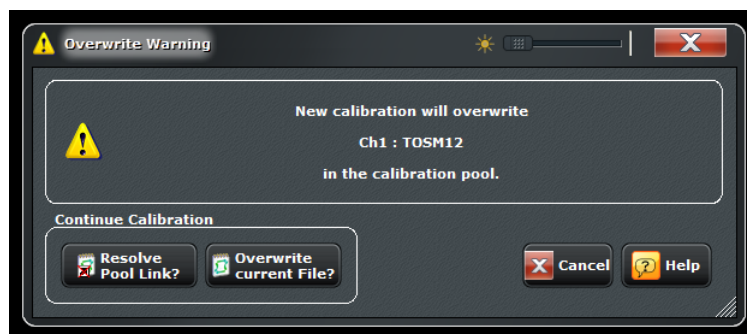 Overwrite Warning
New calibration will overwrite
Ch1 : TOSM12
in the calibration pool.
Continue Calibration
Resolve
Pool Link?
Overwrite
current File?
Cancel
Help